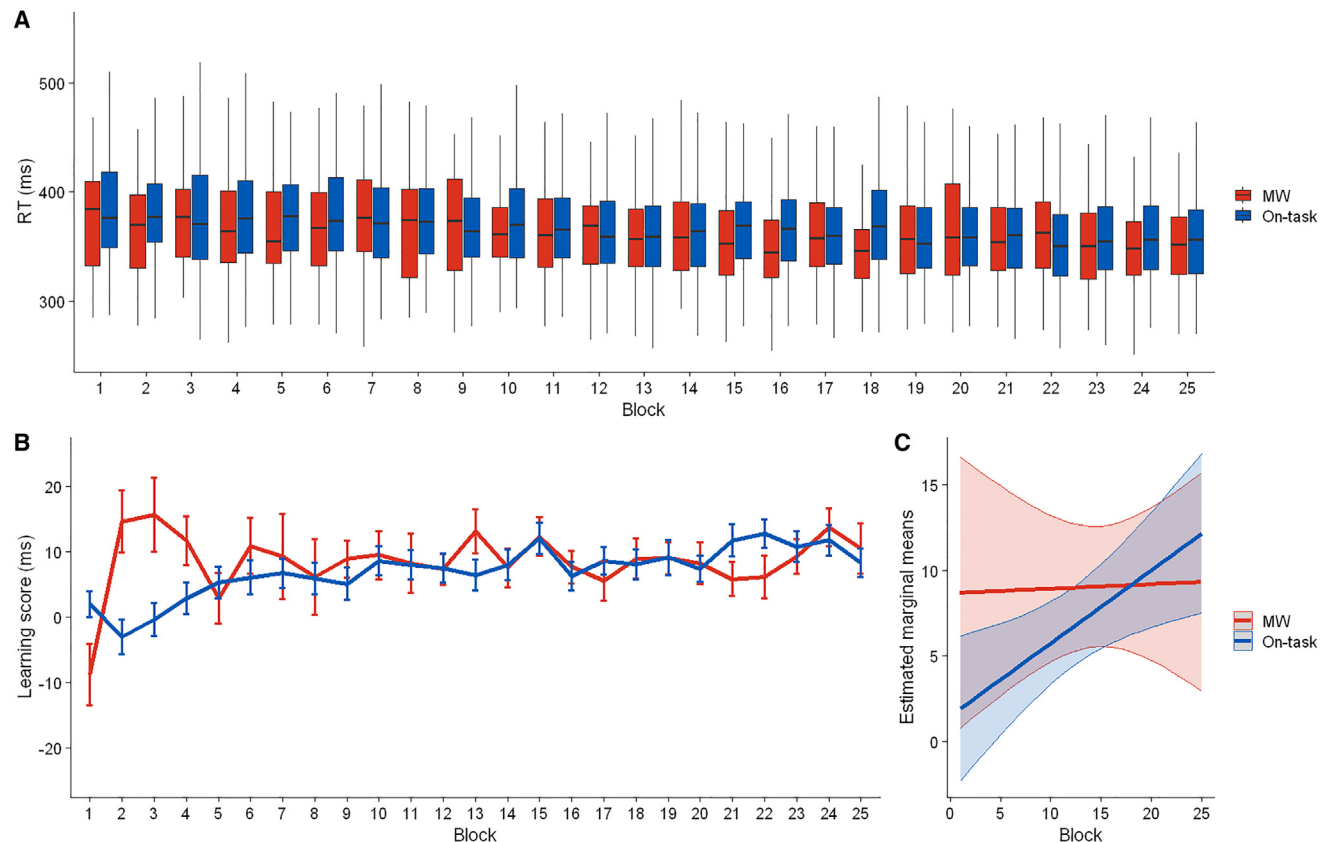 A
RT (ms)
500
400
300
1 2 3 4 5 6 7 8 9 10 11 12 13 14 15 16 17 18 19 20 21 22 23 24 25
Block
MW
On-task
B
Learning score (ms)
20
10
0
-10
-20
1 2 3 4 5 6 7 8 9 10 11 12 13 14 15 16 17 18 19 20 21 22 23 24 25
Block
C
Estimated marginal means
15
10
5
0
0 5 10 15 20 25
Block
MW
On-task